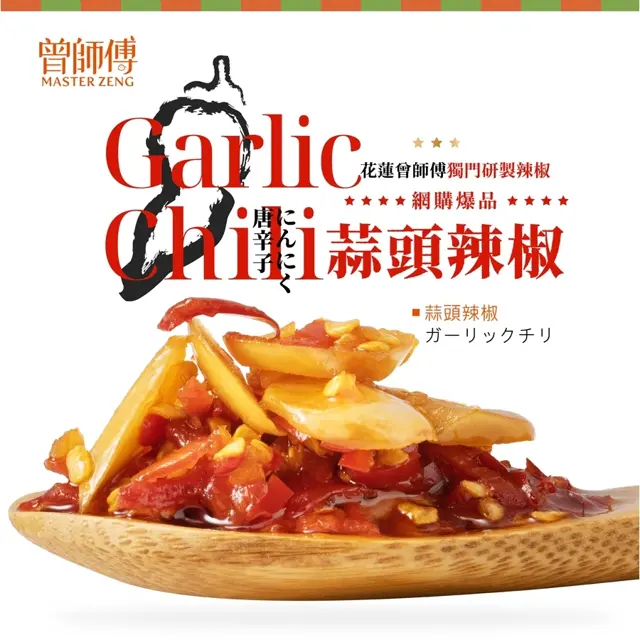 曾師傅
MASTER ZENG
Garlic
Chili
にんにく
唐辛子
花蓮曾師傅獨門研製辣椒
網購爆品
蒜頭辣椒
蒜頭辣椒
ガーリックチリ